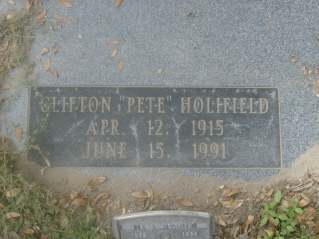 CLIFTON "PETE" HOLIFIELD
APR. 12. 1915
JUNE 15. 1991